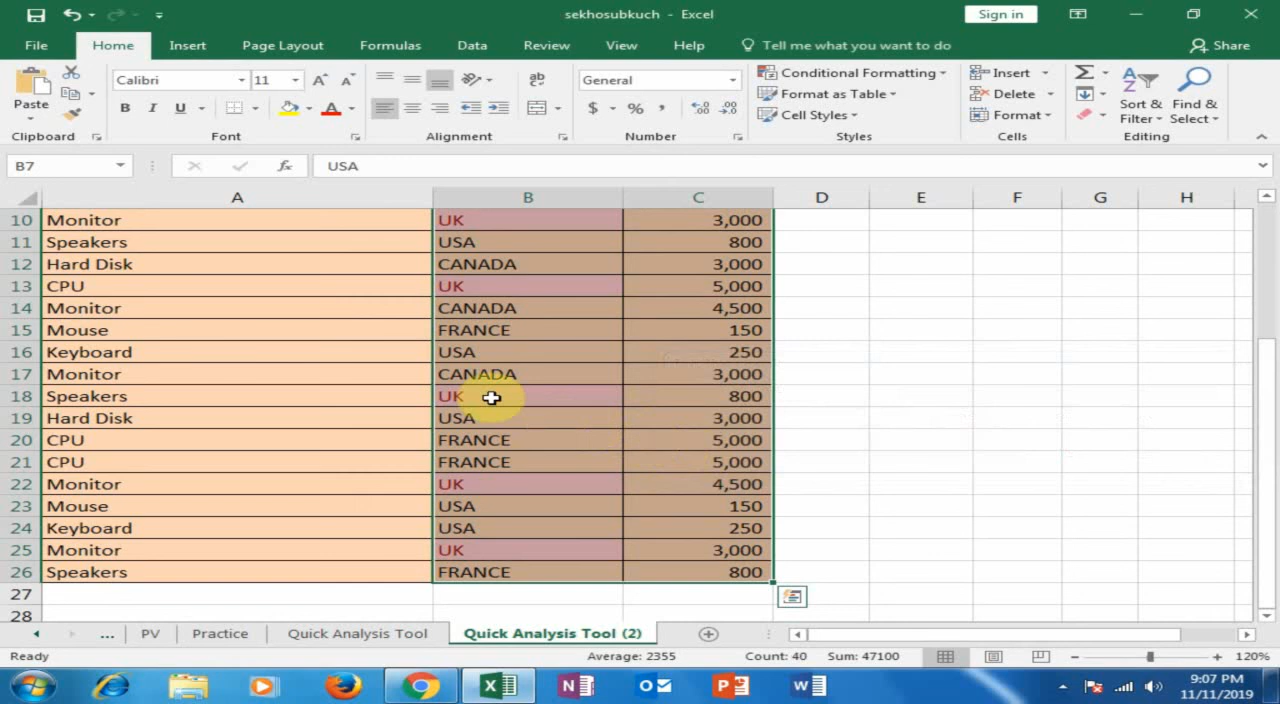 sekhosubkuch - Excel
Sign in
File Home Insert Page Layout Formulas Data Review View Help Tell me what you want to do Share
Paste
Calibri 11
General
B I U
$ % ,
ab
Conditional Formatting
Format as Table
Cell Styles
Insert
Delete
Format
Sort & Filter
Find & Select
Clipboard Font Alignment Number Styles Cells Editing
B7 fx USA
A B C D E F G H
10 Monitor UK 3,000
11 Speakers USA 800
12 Hard Disk CANADA 3,000
13 CPU UK 5,000
14 Monitor CANADA 4,500
15 Mouse FRANCE 150
16 Keyboard USA 250
17 Monitor CANADA 3,000
18 Speakers UK 800
19 Hard Disk USA 3,000
20 CPU FRANCE 5,000
21 CPU FRANCE 5,000
22 Monitor UK 4,500
23 Mouse USA 150
24 Keyboard USA 250
25 Monitor UK 3,000
26 Speakers FRANCE 800
27
28
... PV Practice Quick Analysis Tool Quick Analysis Tool (2)
Ready Average: 2355 Count: 40 Sum: 47100 120%
9:07 PM
11/11/2019